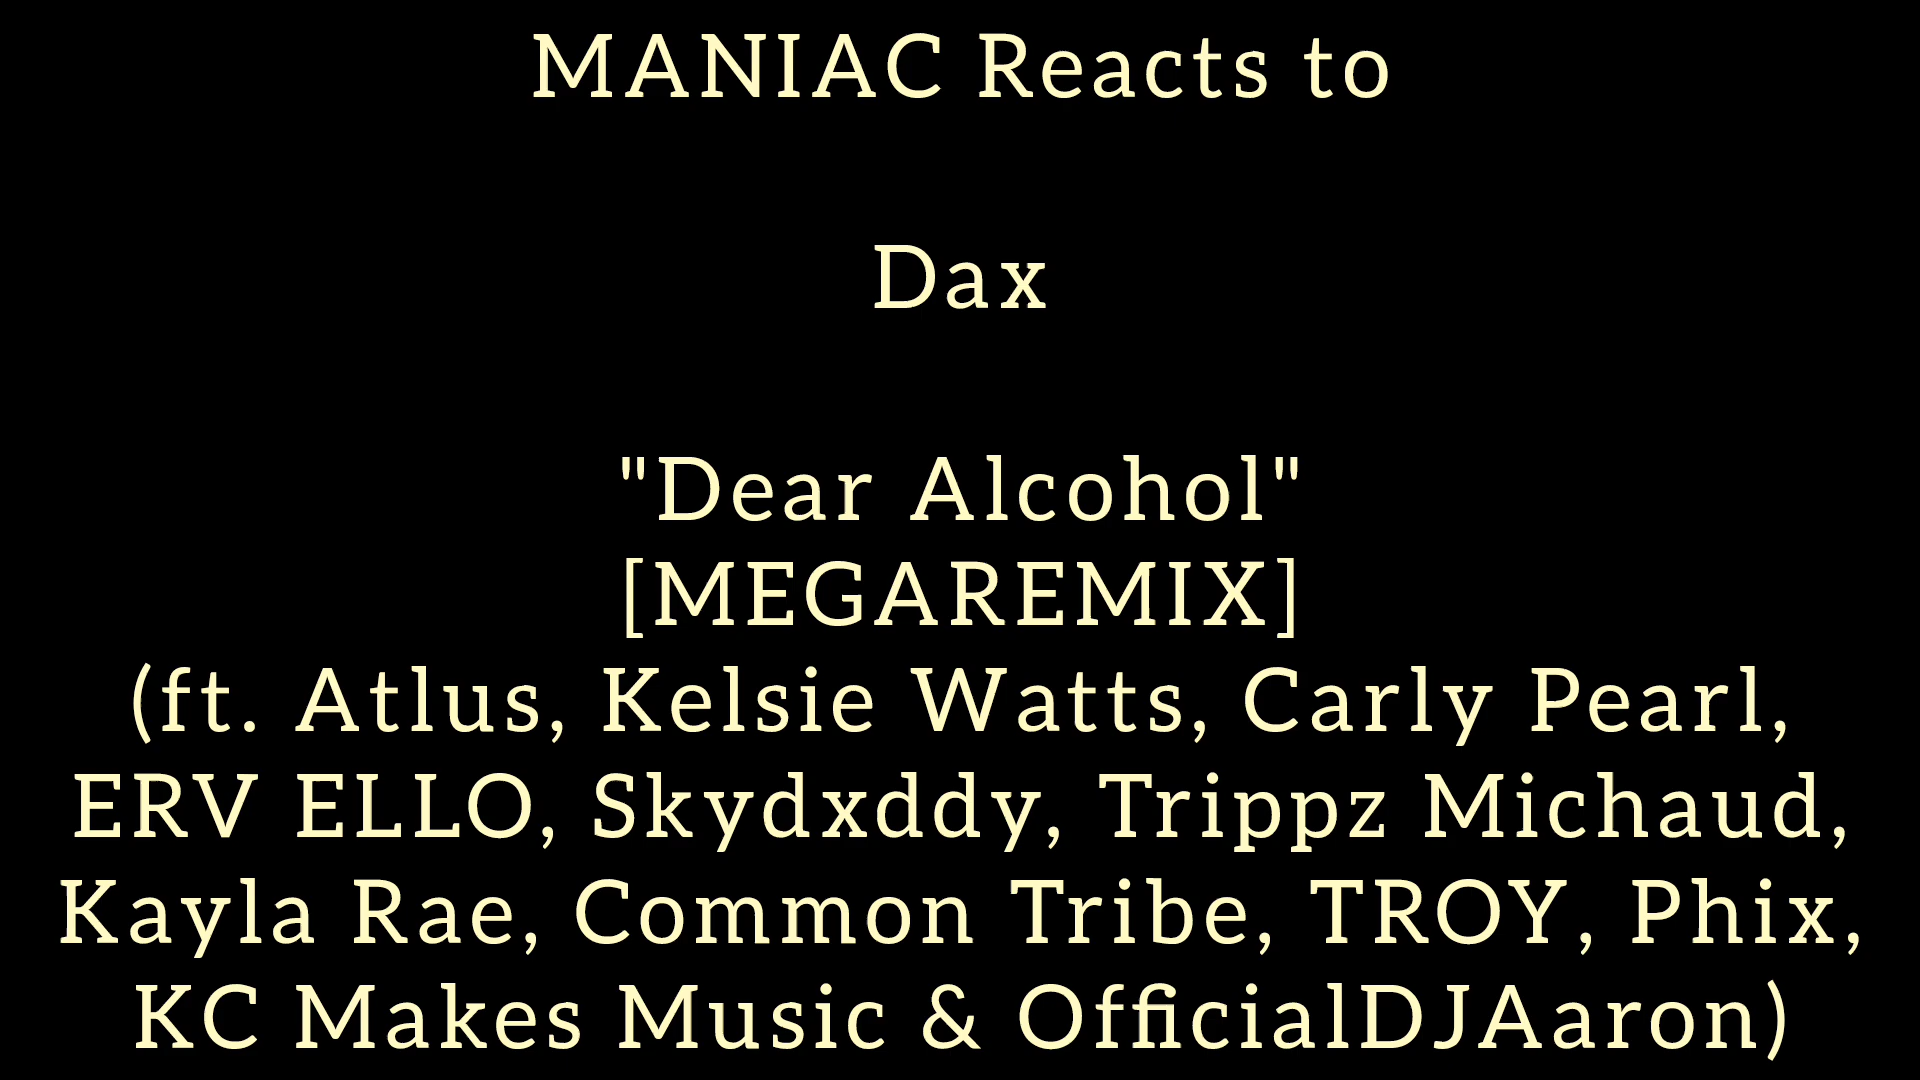 MANIAC Reacts to
Dax
"Dear Alcohol"
[MEGAREMIX]
(ft. Atlus, Kelsie Watts, Carly Pearl,
ERV ELLO, Skydxddy, Trippz Michaud,
Kayla Rae, Common Tribe, TROY, Phix,
KC Makes Music & OfficialDJAaron)